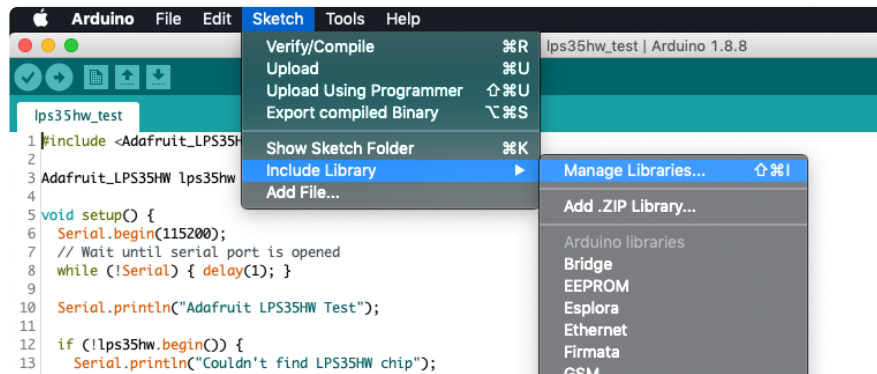 Arduino File Edit Sketch Tools Help
lps35hw_test | Arduino 1.8.8
Verify/Compile ⌘R
Upload ⌘U
Upload Using Programmer ⇧⌘U
Export compiled Binary ⌥⌘S
Show Sketch Folder ⌘K
Include Library ▶
Add File...
Manage Libraries... ⇧⌘I
Add .ZIP Library...
Arduino libraries
Bridge
EEPROM
Esplora
Ethernet
Firmata
GSM
lps35hw_test
1 #include <Adafruit_LPS35H
2
3 Adafruit_LPS35HW lps35hw
4
5 void setup() {
6 Serial.begin(115200);
7 // Wait until serial port is opened
8 while (!Serial) { delay(1); }
9
10 Serial.println("Adafruit LPS35HW Test");
11
12 if (!lps35hw.begin()) {
13 Serial.println("Couldn't find LPS35HW chip");